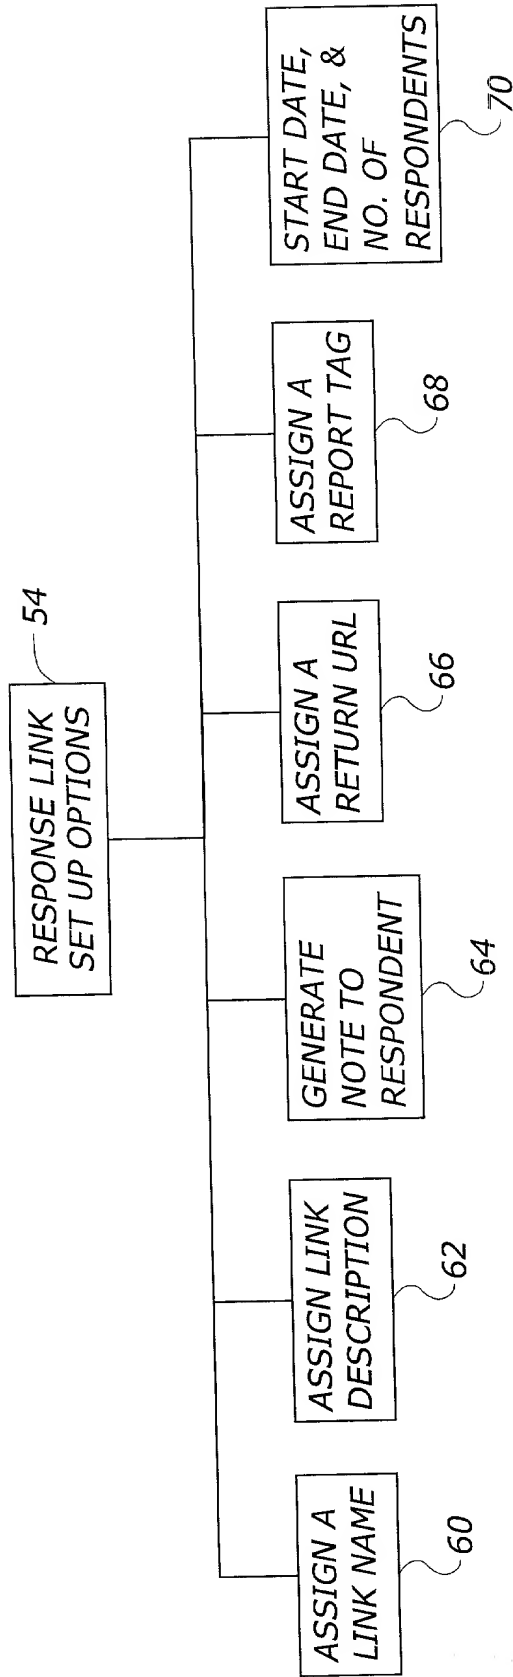 RESPONSE LINK
SET UP OPTIONS
54
ASSIGN A
LINK NAME
60
ASSIGN LINK
DESCRIPTION
62
GENERATE
NOTE TO
RESPONDENT
64
ASSIGN A
RETURN URL
66
ASSIGN A
REPORT TAG
68
START DATE,
END DATE, &
NO. OF
RESPONDENTS
70